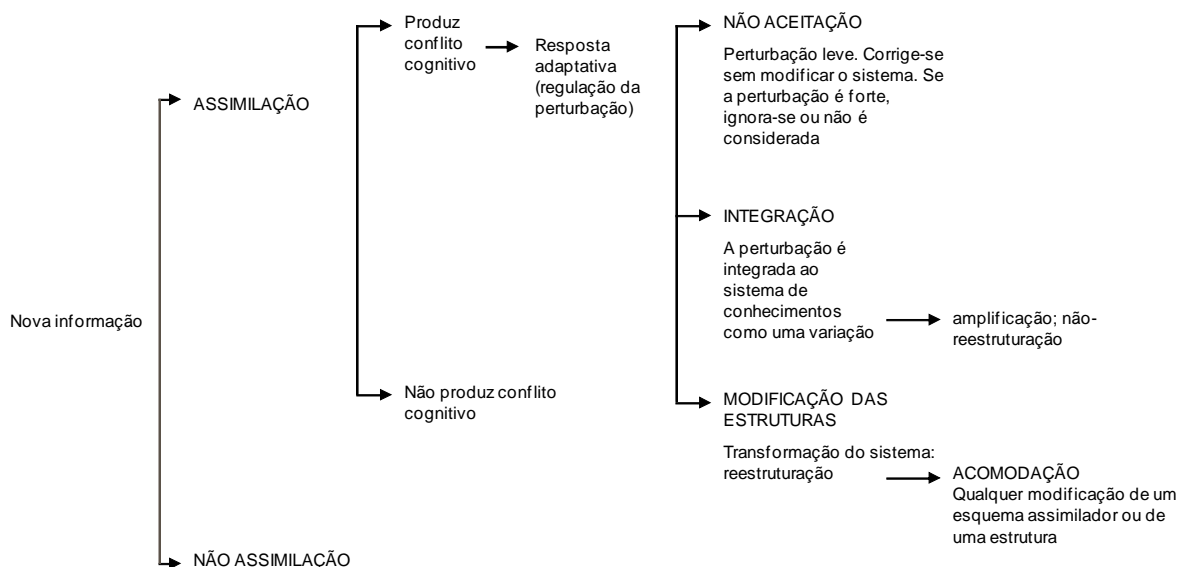 Nova informação
ASSIMILAÇÃO
NÃO ASSIMILAÇÃO
Produz
conflito
cognitivo
Não produz conflito
cognitivo
Resposta
adaptativa
(regulação da
perturbação)
NÃO ACEITAÇÃO
Perturbação leve. Corrige-se
sem modificar o sistema. Se
a perturbação é forte,
ignora-se ou não é
considerada
INTEGRAÇÃO
A perturbação é
integrada ao
sistema de
conhecimentos
como uma variação
amplificação; não-
reestruturação
MODIFICAÇÃO DAS
ESTRUTURAS
Transformação do sistema:
reestruturação
ACOMODAÇÃO
Qualquer modificação de um
esquema assimilador ou de
uma estrutura